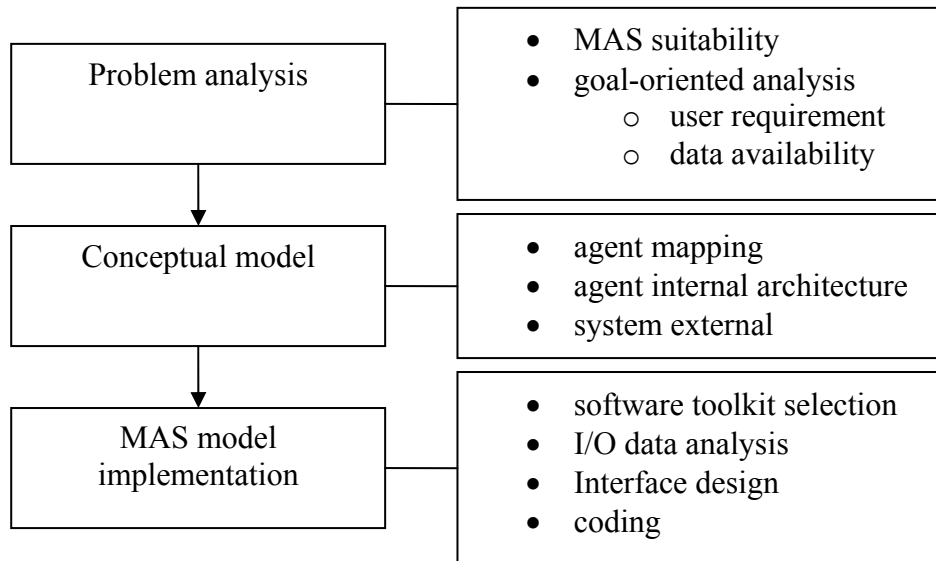 Problem analysis
• MAS suitability
• goal-oriented analysis
o user requirement
o data availability
Conceptual model
• agent mapping
• agent internal architecture
• system external
MAS model
implementation
• software toolkit selection
• I/O data analysis
• Interface design
• coding